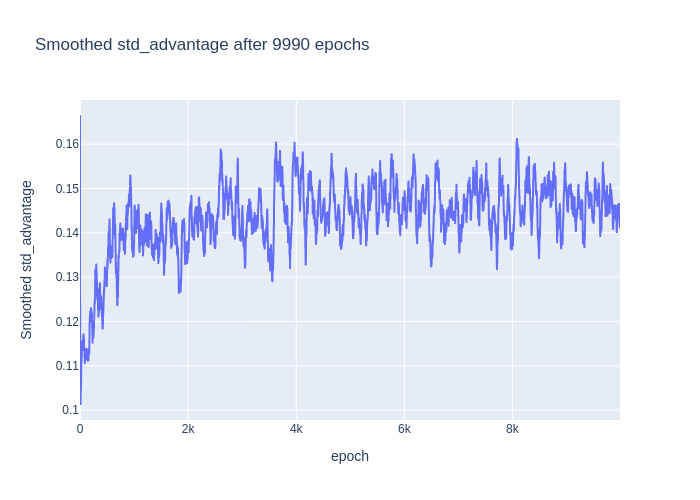 Smoothed std_advantage after 9990 epochs
Smoothed std_advantage
0.16
0.15
0.14
0.13
0.12
0.11
0.1
0
2k
4k
6k
8k
epoch